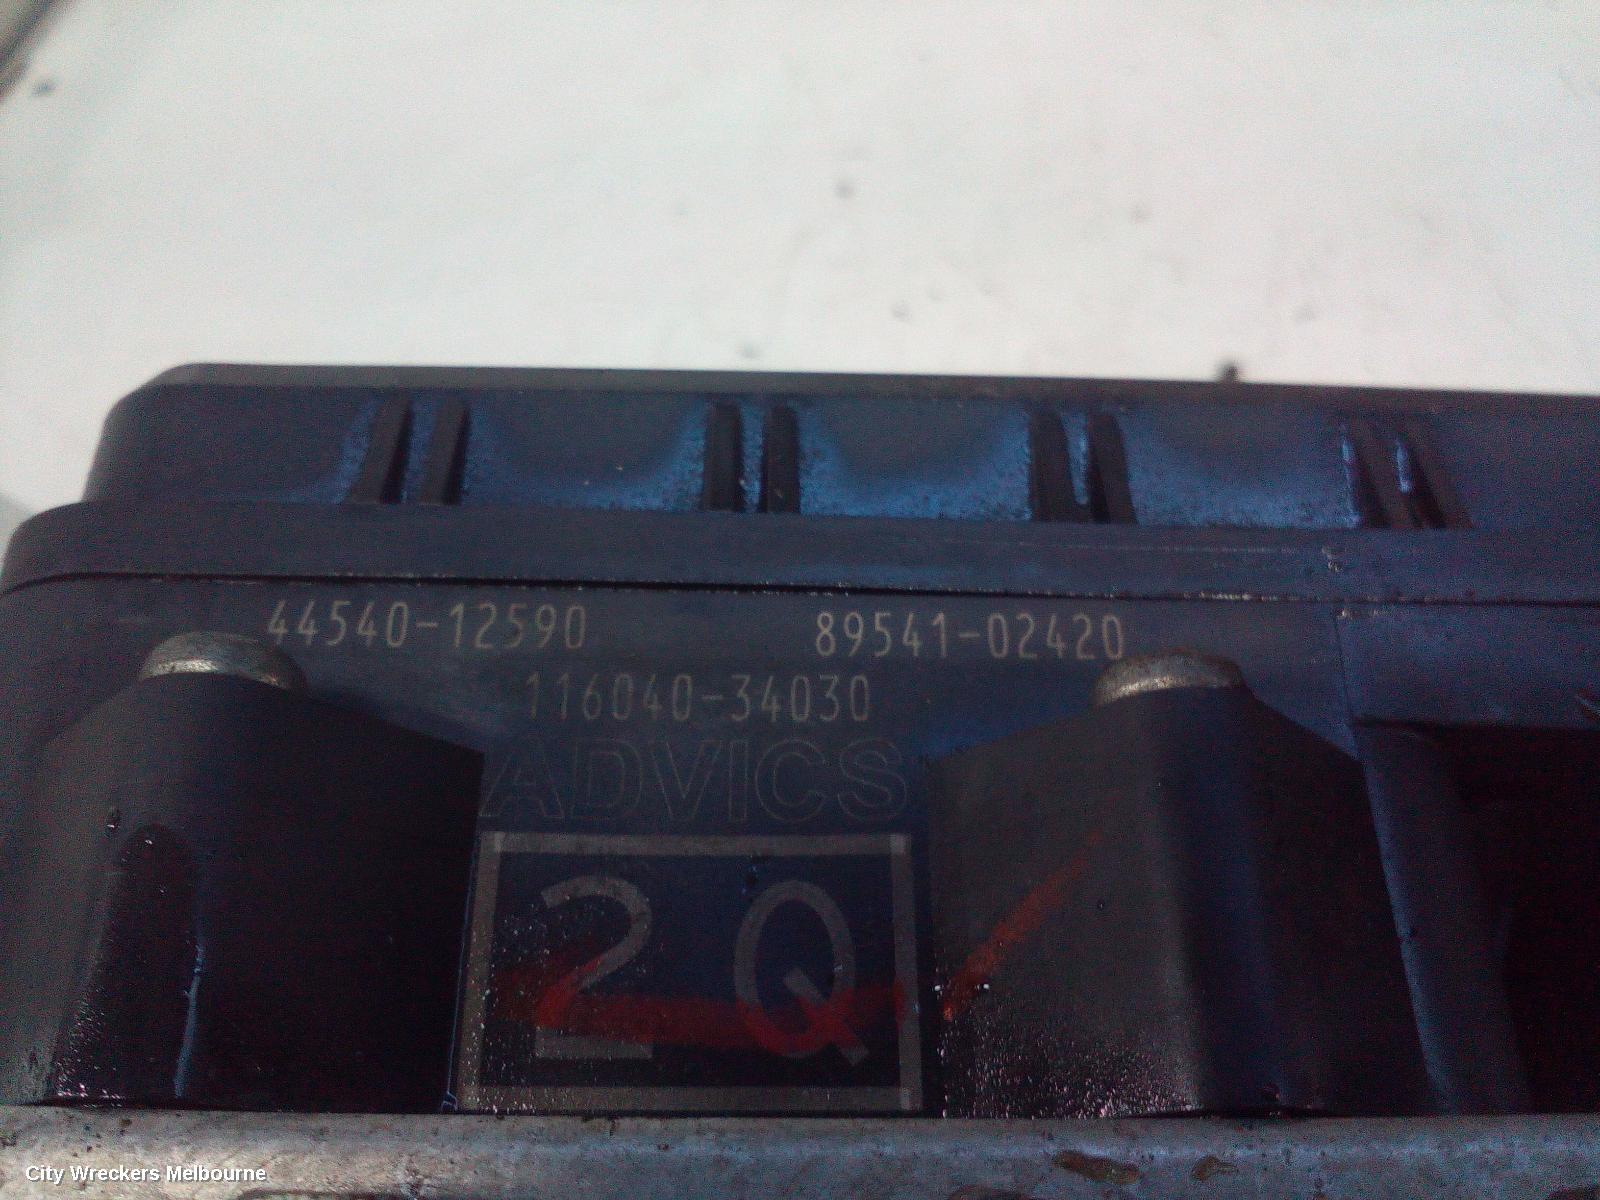 44540-12590 89541-02420
116040-34030
ADVICS
2Q
City Wreckers Melbourne